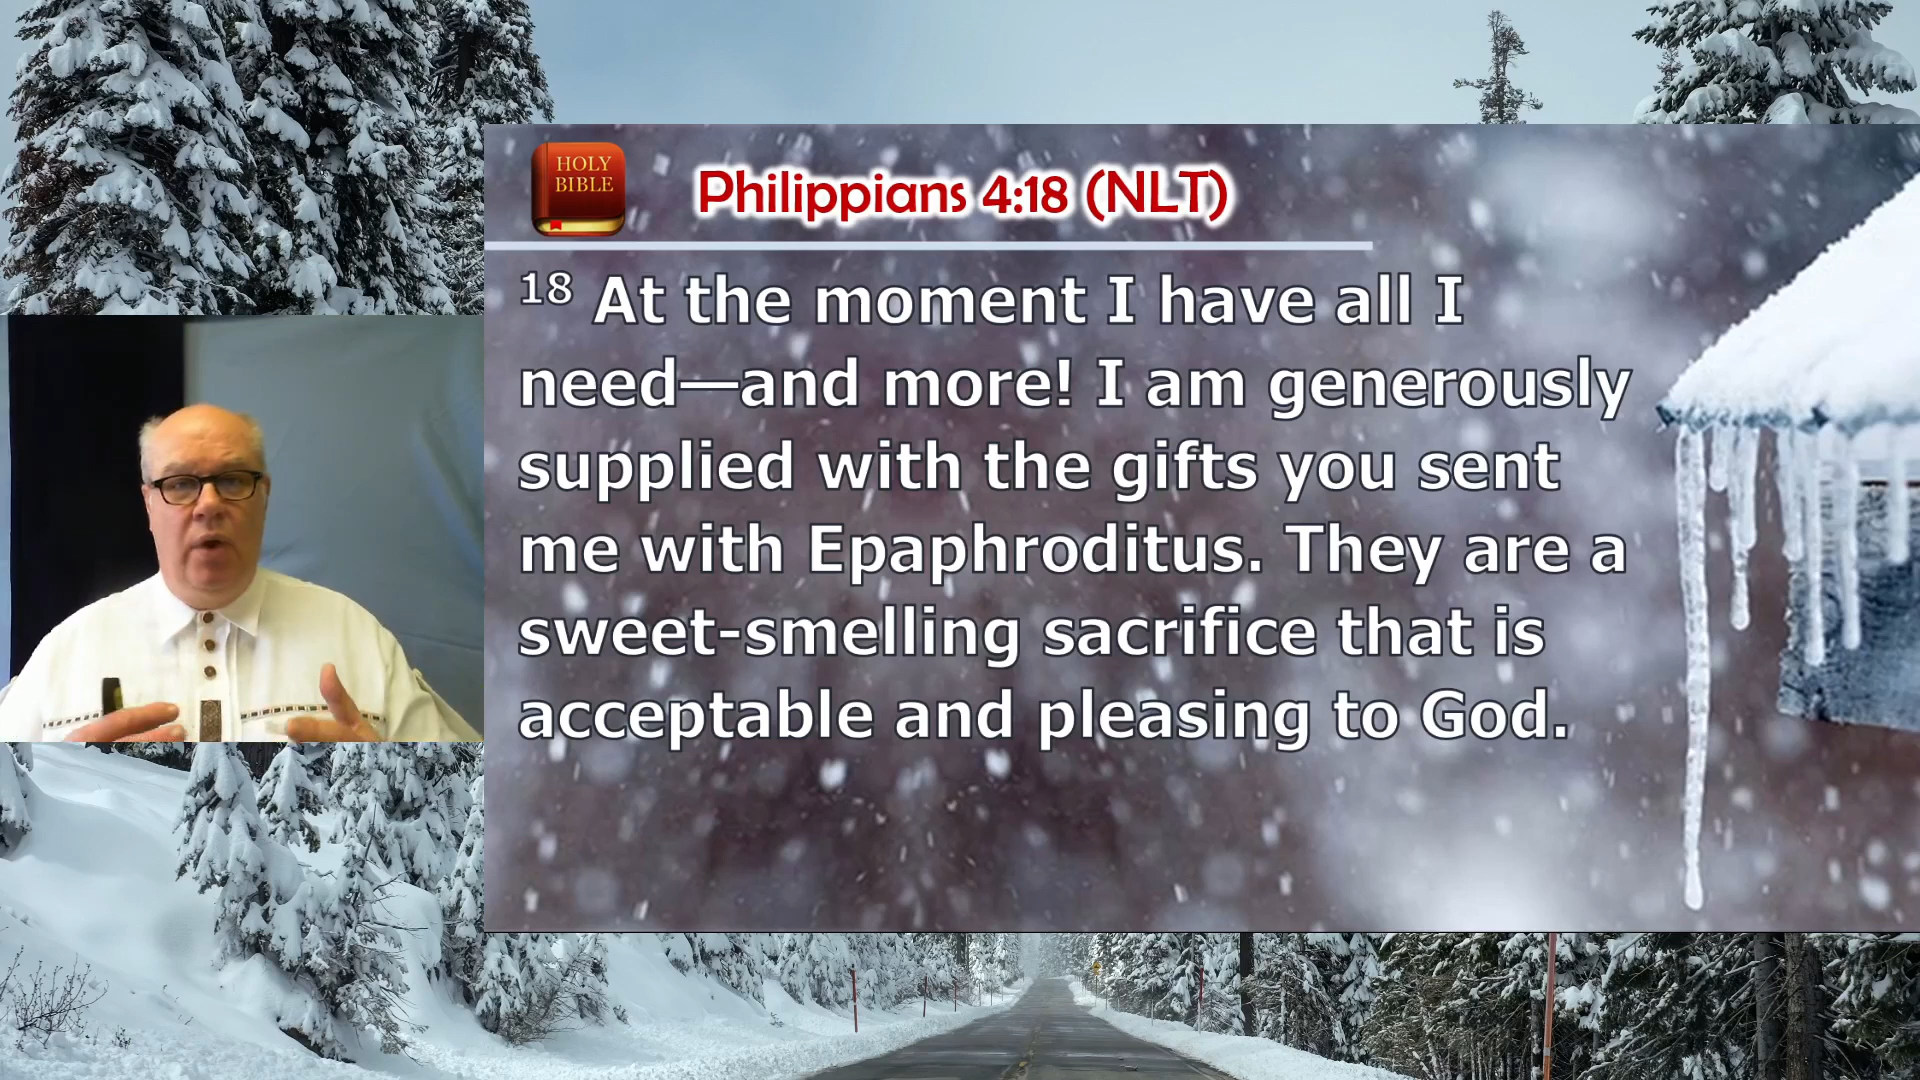 HOLY
BIBLE
Philippians 4:18 (NLT)
18 At the moment I have all I
need—and more! I am generously
supplied with the gifts you sent
me with Epaphroditus. They are a
sweet-smelling sacrifice that is
acceptable and pleasing to God.